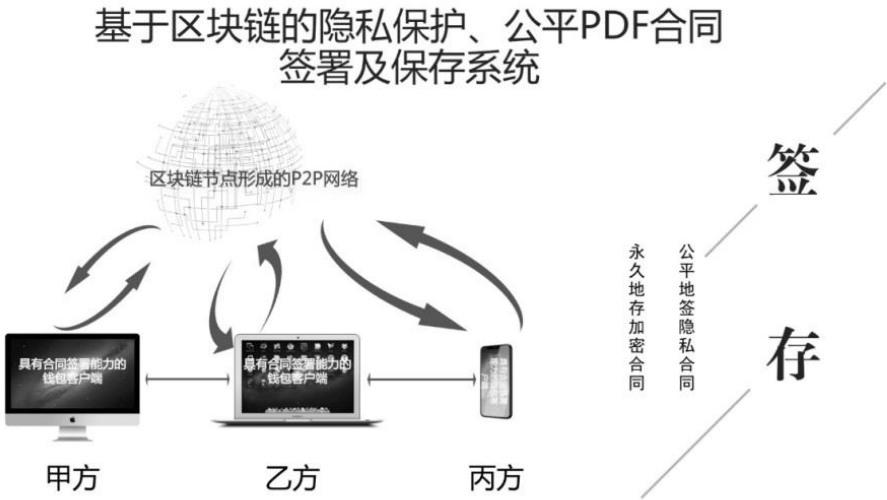 基于区块链的隐私保护、公平PDF合同
签署及保存系统
区块链节点形成的P2P网络
具有合同签署能力的
钱包客户端
具有合同签署能力的
钱包客户端
甲方
乙方
丙方
签
存
公平地签隐私合同
永久地存加密合同